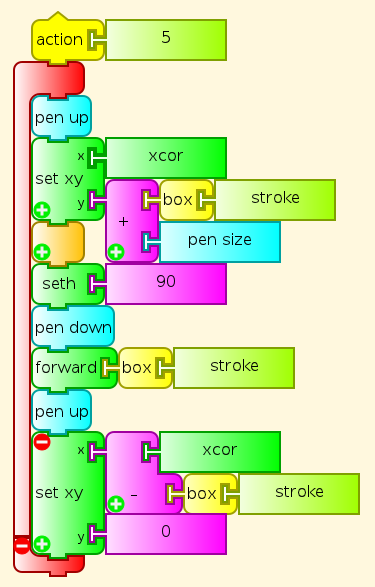 action 5
pen up
x xcor
set xy
y + box stroke
pen size
seth 90
pen down
forward box stroke
pen up
x xcor
set xy - box stroke
y 0